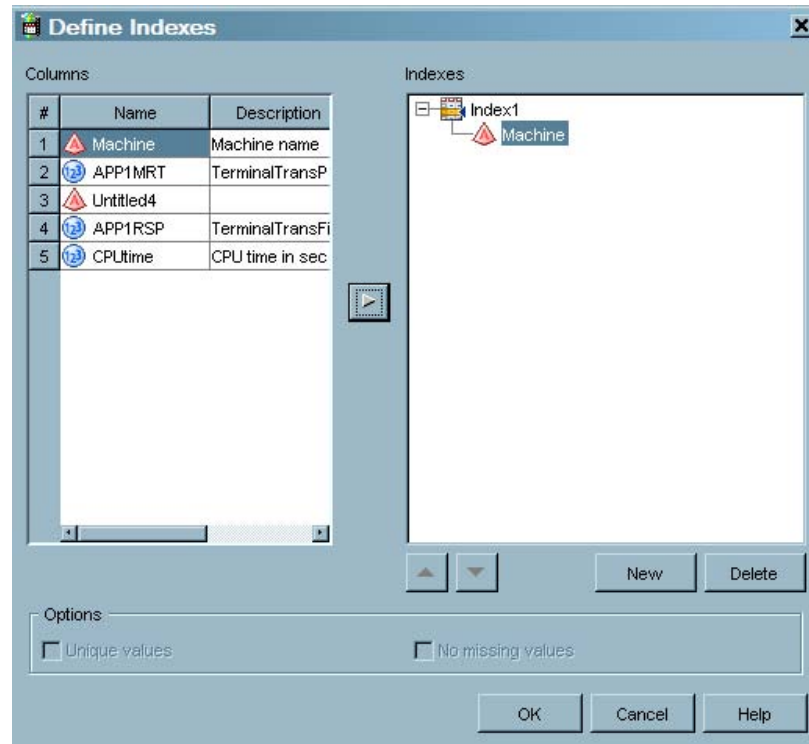 Define Indexes
Columns
Indexes
# Name Description
1 Machine Machine name
2 APP1MRT TerminalTransP
3 Untitled4
4 APP1RSP TerminalTransFi
5 CPUtime CPU time in sec
Index1
Machine
New Delete
Options
Unique values No missing values
OK Cancel Help